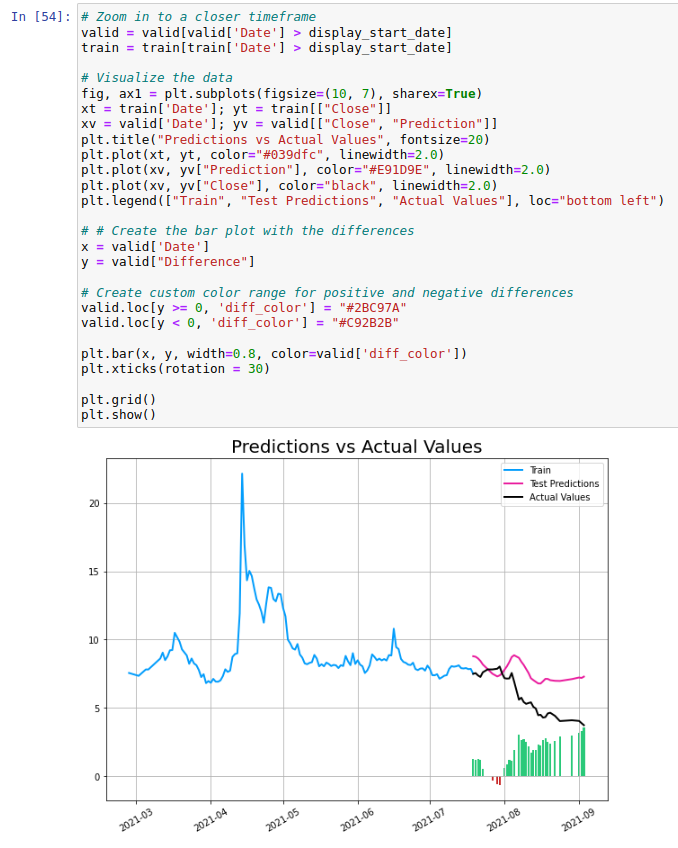 In [54]:
# Zoom in to a closer timeframe
valid = valid[valid['Date'] > display_start_date]
train = train[train['Date'] > display_start_date]
# Visualize the data
fig, ax1 = plt.subplots(figsize=(10, 7), sharex=True)
xt = train['Date']; yt = train[["Close"]]
xv = valid['Date']; yv = valid[["Close", "Prediction"]]
plt.title("Predictions vs Actual Values", fontsize=20)
plt.plot(xt, yt, color="#039dfc", linewidth=2.0)
plt.plot(xv, yv["Prediction"], color="#E91D9E", linewidth=2.0)
plt.plot(xv, yv["Close"], color="black", linewidth=2.0)
plt.legend(["Train", "Test Predictions", "Actual Values"], loc="bottom left")
# # Create the bar plot with the differences
x = valid['Date']
y = valid["Difference"]
# Create custom color range for positive and negative differences
valid.loc[y >= 0, 'diff_color'] = "#2BC97A"
valid.loc[y < 0, 'diff_color'] = "#C92B2B"
plt.bar(x, y, width=0.8, color=valid['diff_color'])
plt.xticks(rotation = 30)
plt.grid()
plt.show()
Predictions vs Actual Values
Train
Test Predictions
Actual Values
20
15
10
5
0
2021-03
2021-04
2021-05
2021-06
2021-07
2021-08
2021-09